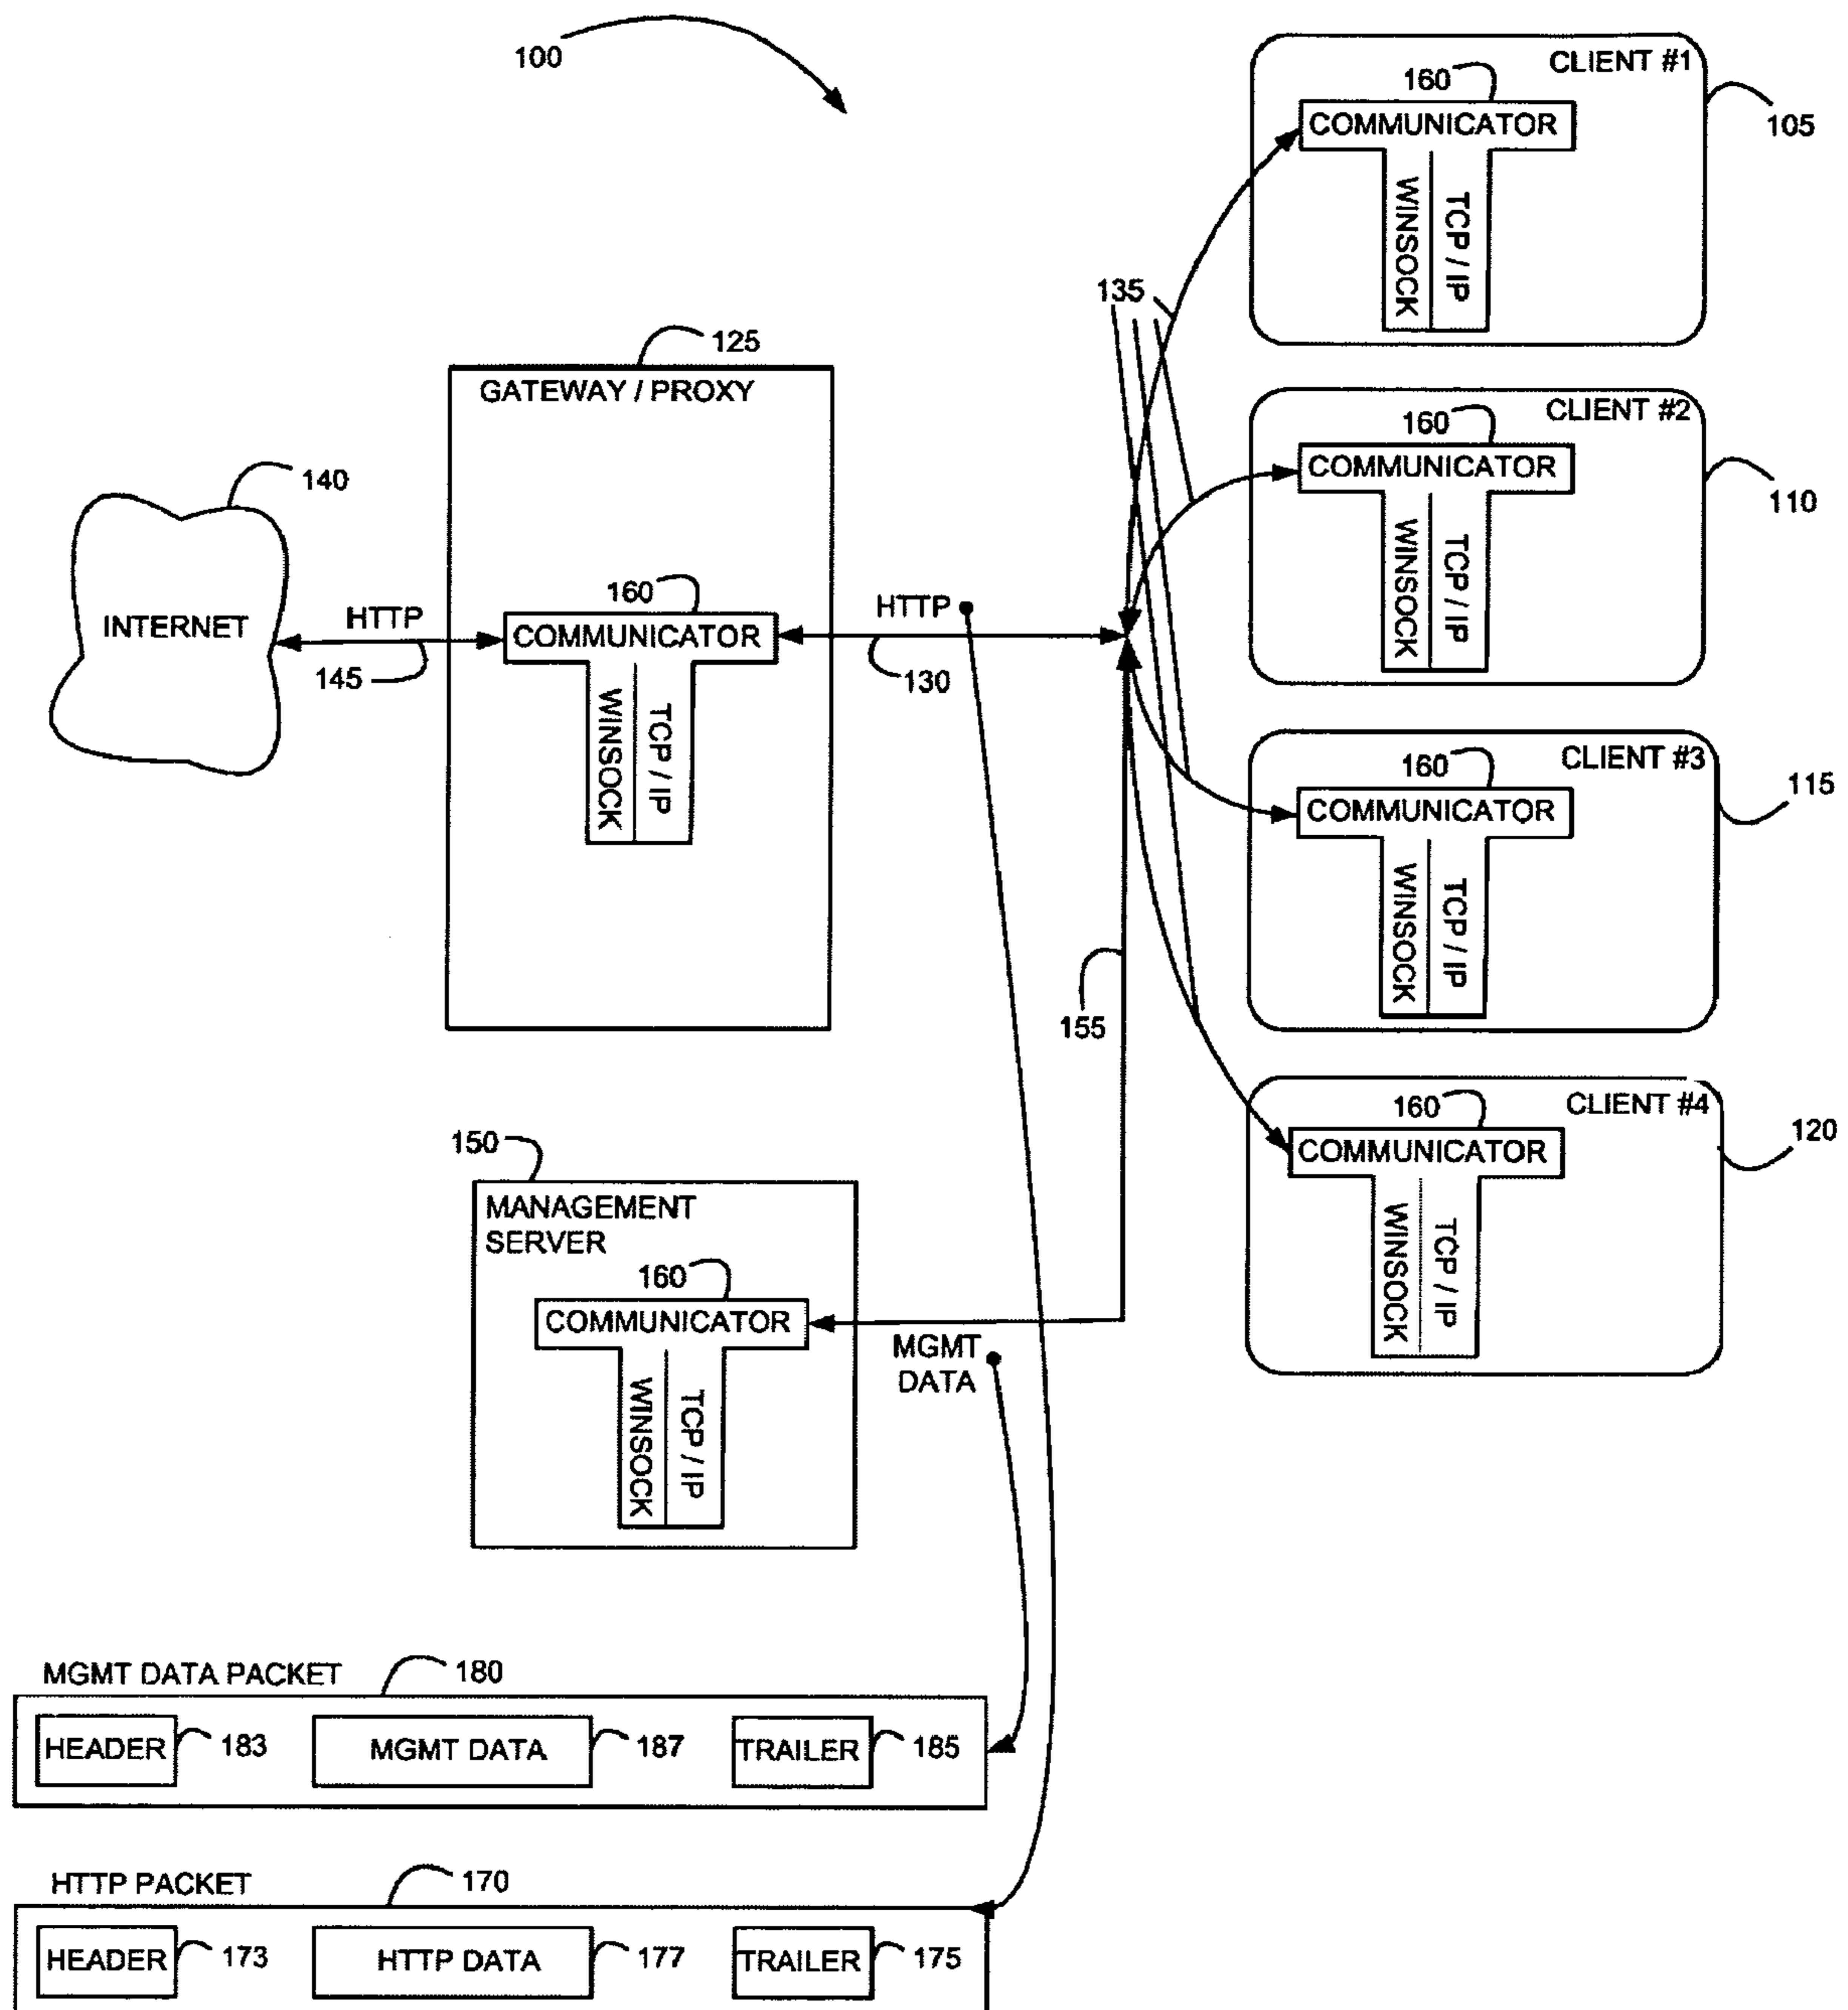 100
CLIENT #1
160
COMMUNICATOR
WINSOCK
TCP / IP
105
135
125
GATEWAY / PROXY
CLIENT #2
160
COMMUNICATOR
WINSOCK
TCP / IP
110
140
INTERNET
HTTP
145
160
COMMUNICATOR
WINSOCK
TCP / IP
HTTP
130
CLIENT #3
160
COMMUNICATOR
WINSOCK
TCP / IP
115
155
CLIENT #4
160
COMMUNICATOR
WINSOCK
TCP / IP
120
150
MANAGEMENT
SERVER
160
COMMUNICATOR
WINSOCK
TCP / IP
MGMT
DATA
MGMT DATA PACKET
180
HEADER
183
MGMT DATA
187
TRAILER
185
HTTP PACKET
170
HEADER
173
HTTP DATA
177
TRAILER
175